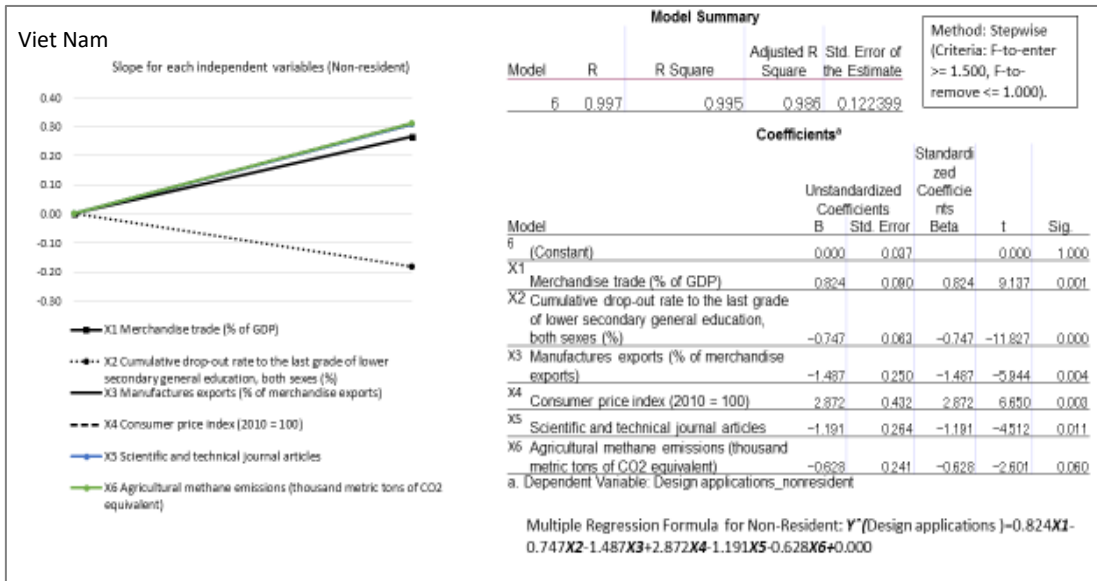 Viet Nam
Slope for each independent variables (Non-resident)
0.40
0.30
0.20
0.10
0.00
-0.10
-0.20
-0.30
X1 Merchandise trade (% of GDP)
X2 Cumulative drop-out rate to the last grade of lower
secondary general education, both sexes (%)
X3 Manufactures exports (% of merchandise exports)
X4 Consumer price index (2010 = 100)
X5 Scientific and technical journal articles
X6 Agricultural methane emissions (thousand metric tons of CO2
equivalent)
Model Summary
Model R R Square Adjusted R Square Std. Error of the Estimate
6 0.997 0.995 0.986 0.122399
Method: Stepwise
(Criteria: F-to-enter
>= 1.500, F-to-
remove <= 1.000).
Coefficientsᵃ
Model Unstandardized Coefficients B Std. Error Standardized Coefficients Beta t Sig.
6 (Constant) 0.000 0.037 0.000 1.000
X1 Merchandise trade (% of GDP) 0.824 0.090 0.824 9.137 0.001
X2 Cumulative drop-out rate to the last grade
of lower secondary general education,
both sexes (%) -0.747 0.063 -0.747 -11.827 0.000
X3 Manufactures exports (% of merchandise
exports) -1.487 0.250 -1.487 -5.944 0.004
X4 Consumer price index (2010 = 100) 2.872 0.432 2.872 6.650 0.003
X5 Scientific and technical journal articles -1.191 0.264 -1.191 -4.512 0.011
X6 Agricultural methane emissions (thousand
metric tons of CO2 equivalent) -0.628 0.241 -0.628 -2.601 0.060
a. Dependent Variable: Design applications_nonresident
Multiple Regression Formula for Non-Resident: Y^(Design applications )=0.824X1-
0.747X2-1.487X3+2.872X4-1.191X5-0.628X6+0.000